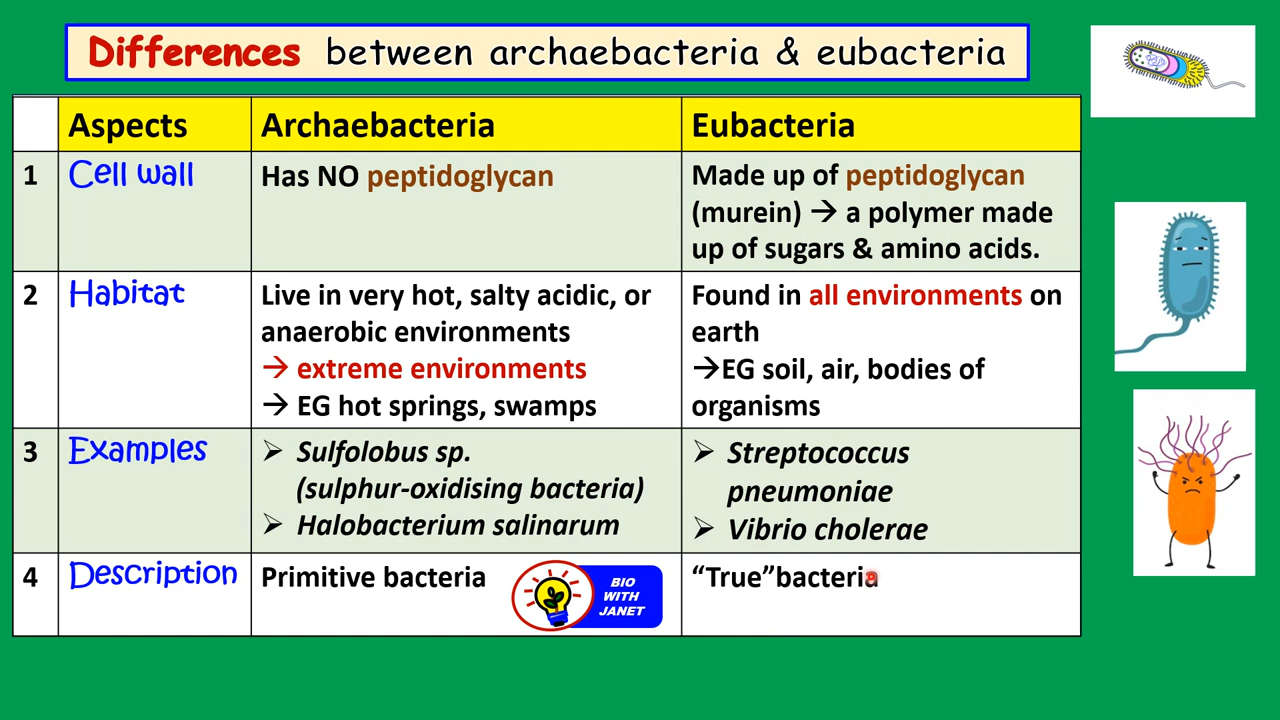 Differences between archaebacteria & eubacteria
Aspects
Archaebacteria
Eubacteria
1
Cell wall
Has NO peptidoglycan
Made up of peptidoglycan
(murein) → a polymer made
up of sugars & amino acids.
2
Habitat
Live in very hot, salty acidic, or
anaerobic environments
→ extreme environments
→ EG hot springs, swamps
Found in all environments on
earth
→EG soil, air, bodies of
organisms
3
Examples
➢ Sulfolobus sp.
(sulphur-oxidising bacteria)
➢ Halobacterium salinarum
➢ Streptococcus
pneumoniae
➢ Vibrio cholerae
4
Description
Primitive bacteria
BIO
WITH
JANET
“True”bacteria